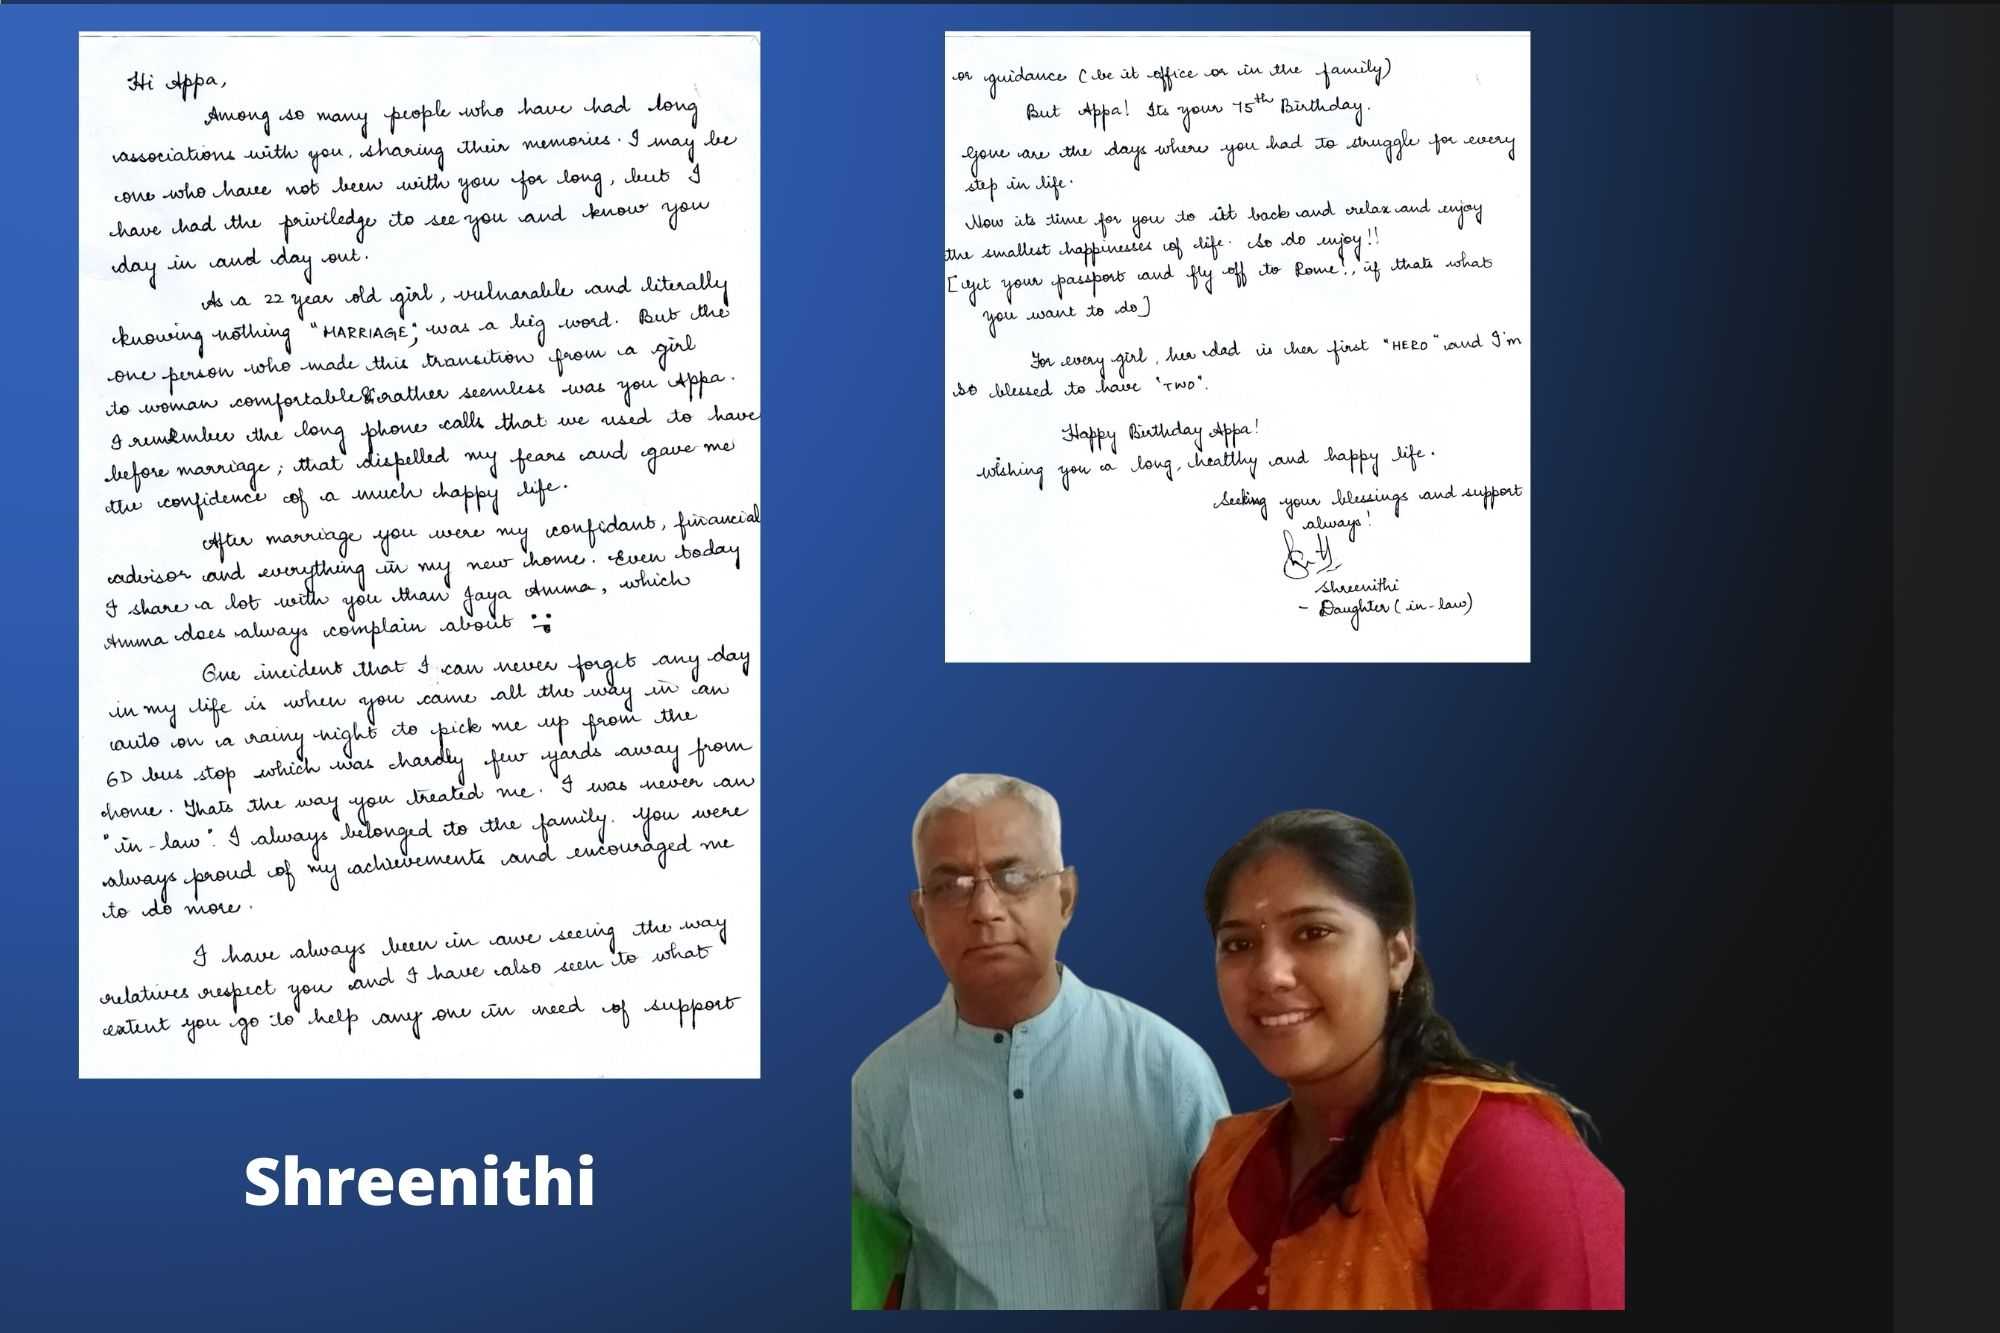 Hi Appa,
Among so many people who have had long
associations with you, sharing their memories. I may be
one who have not been with you for long, but I
have had the priviledge to see you and know you
day in and day out.
As a 22 year old girl, vulnarable and literally
knowing nothing "MARRIAGE", was a big word. But the
one person who made this transition from a girl
to woman comfortable & rather seemless was you Appa.
I remember the long phone calls that we used to have
before marriage, that dispelled my fears and gave me
the confidence of a much happy life.
After marriage you were my confidant, financial
advisor and everything in my new home. Even today
I share a lot with you than Jaya Amma, which
Amma does always complain about
One incident that I can never forget any day
in my life is when you came all the way in an
auto on a rainy night to pick me up from the
6D bus stop which was hardly few yards away from
home. Thats the way you treated me. I was never an
"in-law". I always belonged to the family. You were
always proud of my achievements and encouraged me
to do more.
I have always been in awe seeing the way
relatives respect you and I have also seen to what
extent you go to help any one in need of support
or guidance (be it office or in the family)
But Appa! Its your 75th Birthday.
Gone are the days where you had to struggle for every
step in life.
Now its time for you to sit back and relax and enjoy
the smallest happinesses of life. So do enjoy!!
[Get your passport and fly off to Rome!, if thats what
you want to do]
For every girl, her dad is her first "HERO" and I'm
so blessed to have "TWO".
Happy Birthday Appa!
Wishing you a long, healthy and happy life.
Seeking your blessings and support
always!
Shreenithi
- Daughter (in-law)
Shreenithi